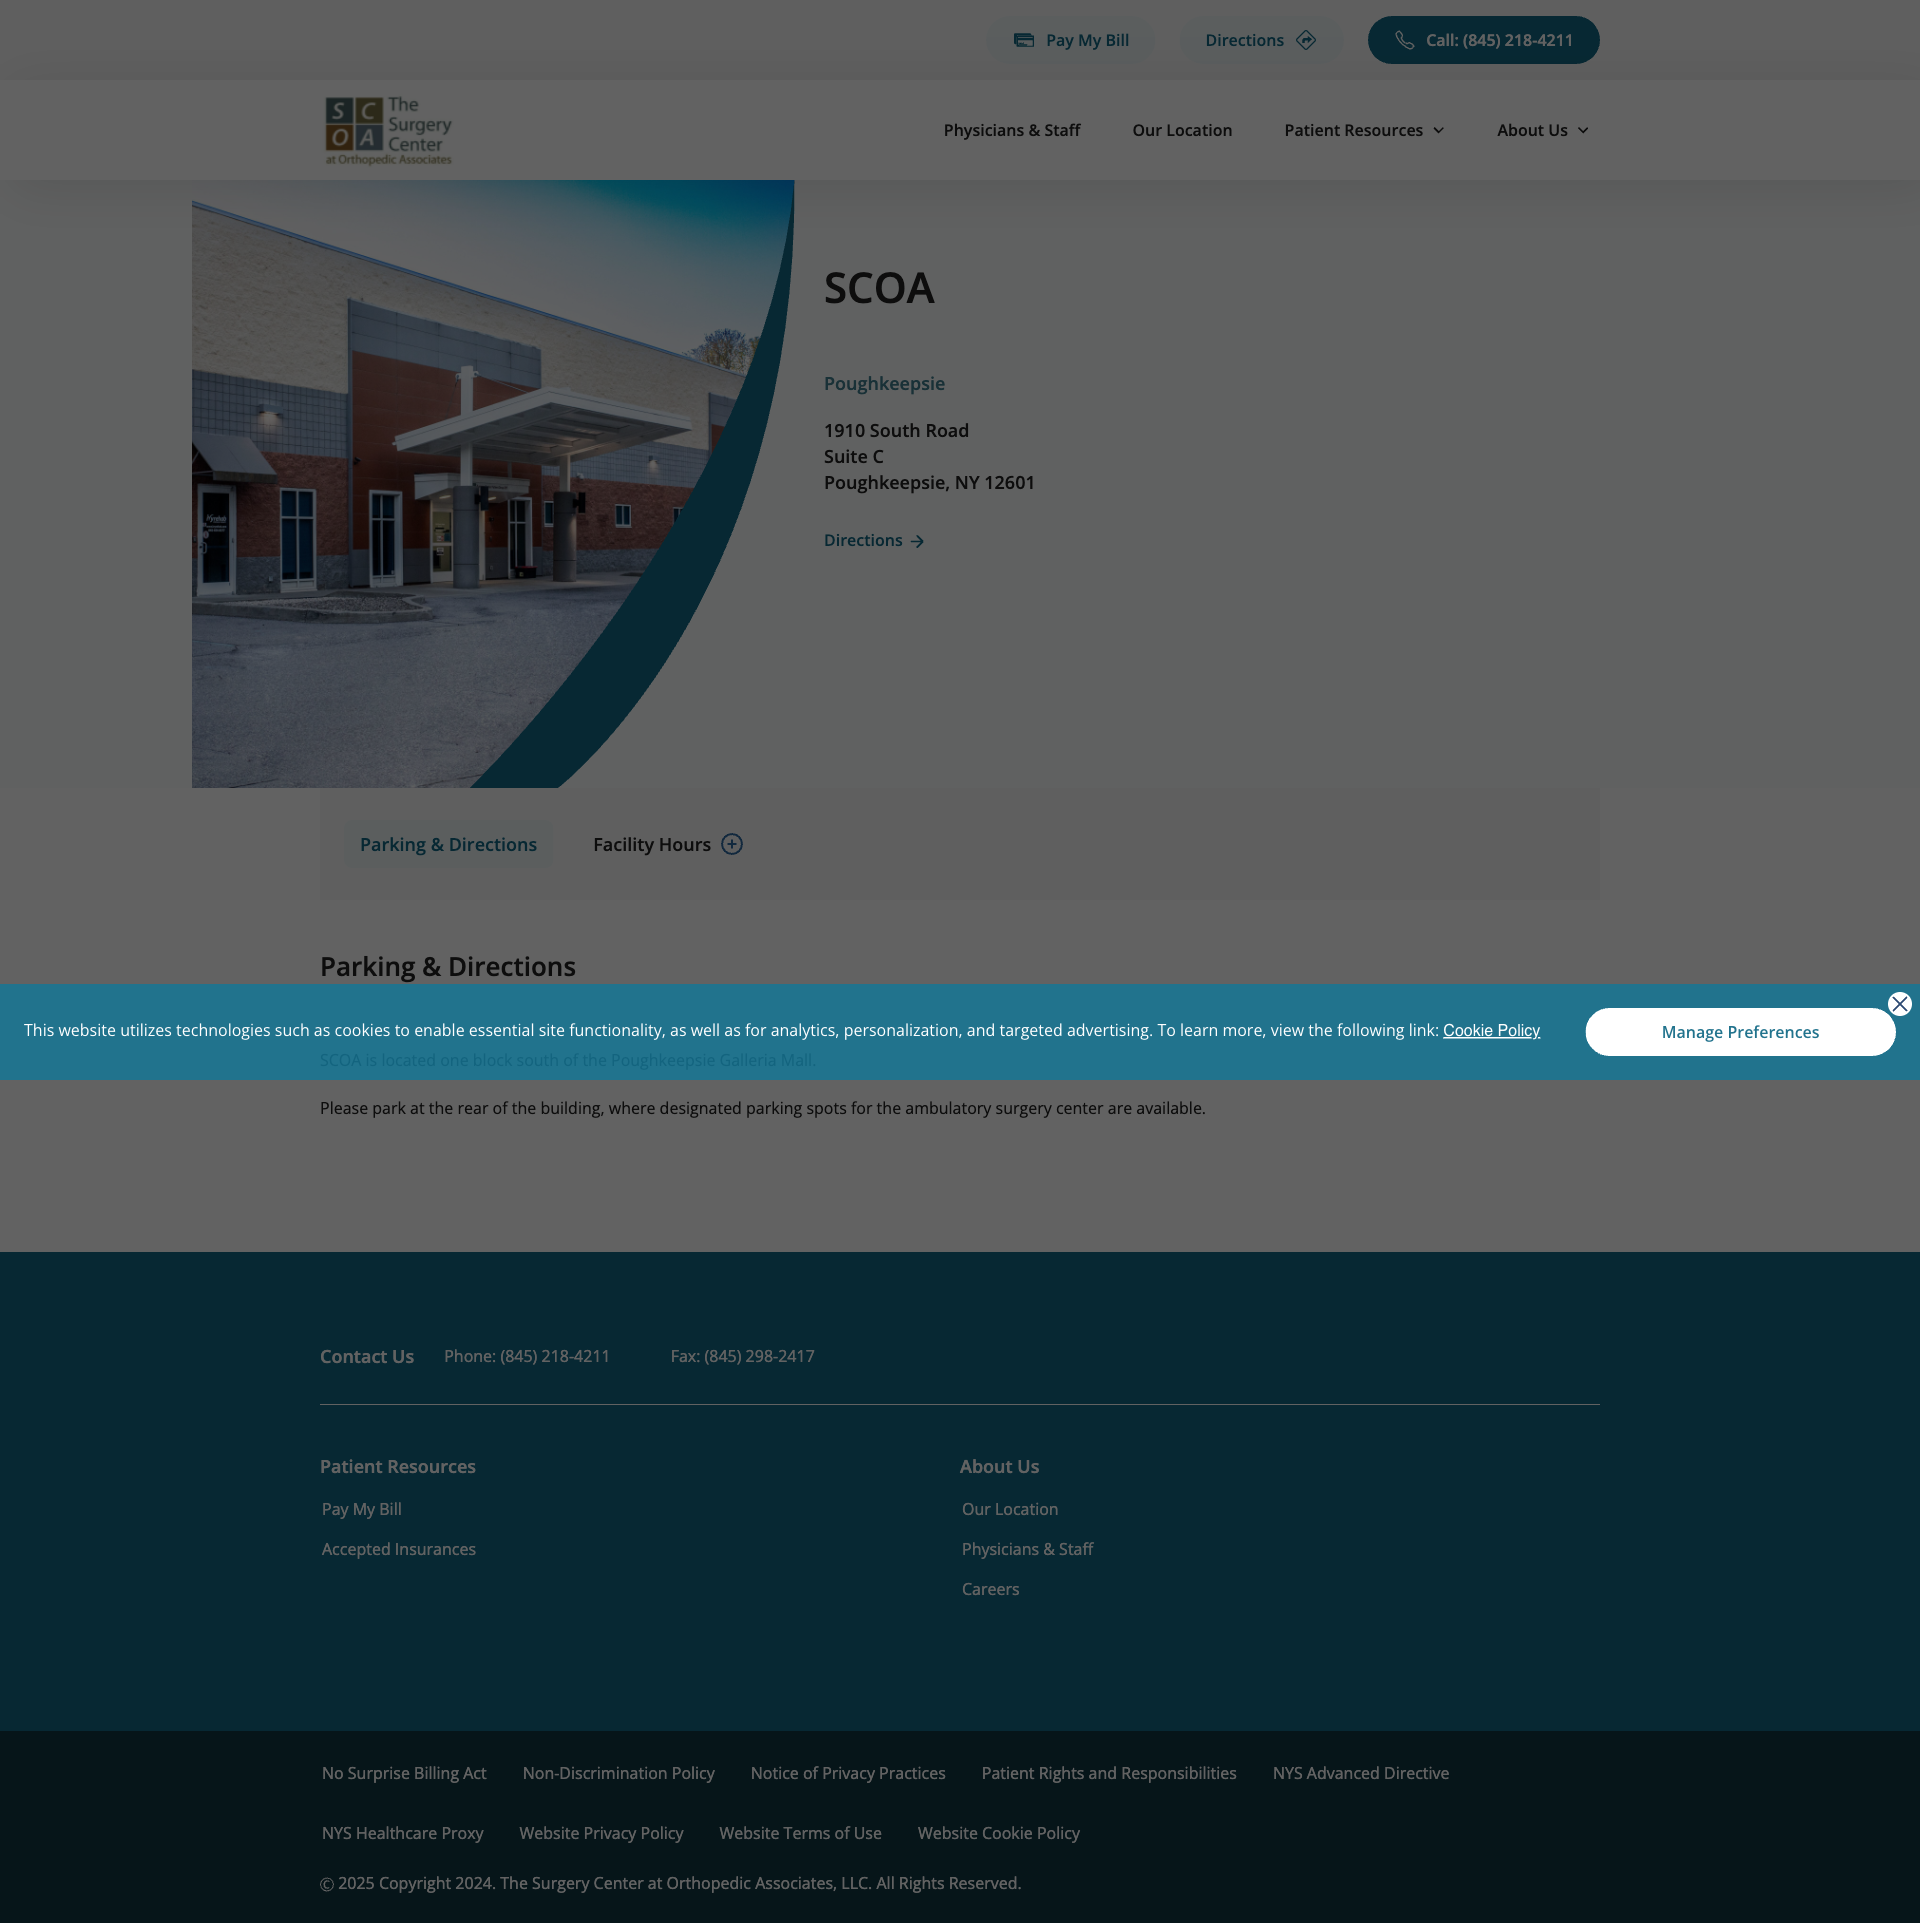 Pay My Bill
Directions
Call: (845) 218-4211
S C
O A
The
Surgery
Center
at Orthopedic Associates
Physicians & Staff
Our Location
Patient Resources
About Us
SCOA
Poughkeepsie
1910 South Road
Suite C
Poughkeepsie, NY 12601
Directions
Parking & Directions
Facility Hours
Parking & Directions
This website utilizes technologies such as cookies to enable essential site functionality, as well as for analytics, personalization, and targeted advertising. To learn more, view the following link: Cookie Policy
Manage Preferences
SCOA is located one block south of the Poughkeepsie Galleria Mall.
Please park at the rear of the building, where designated parking spots for the ambulatory surgery center are available.
Contact Us
Phone: (845) 218-4211
Fax: (845) 298-2417
Patient Resources
Pay My Bill
Accepted Insurances
About Us
Our Location
Physicians & Staff
Careers
No Surprise Billing Act
Non-Discrimination Policy
Notice of Privacy Practices
Patient Rights and Responsibilities
NYS Advanced Directive
NYS Healthcare Proxy
Website Privacy Policy
Website Terms of Use
Website Cookie Policy
© 2025 Copyright 2024. The Surgery Center at Orthopedic Associates, LLC. All Rights Reserved.